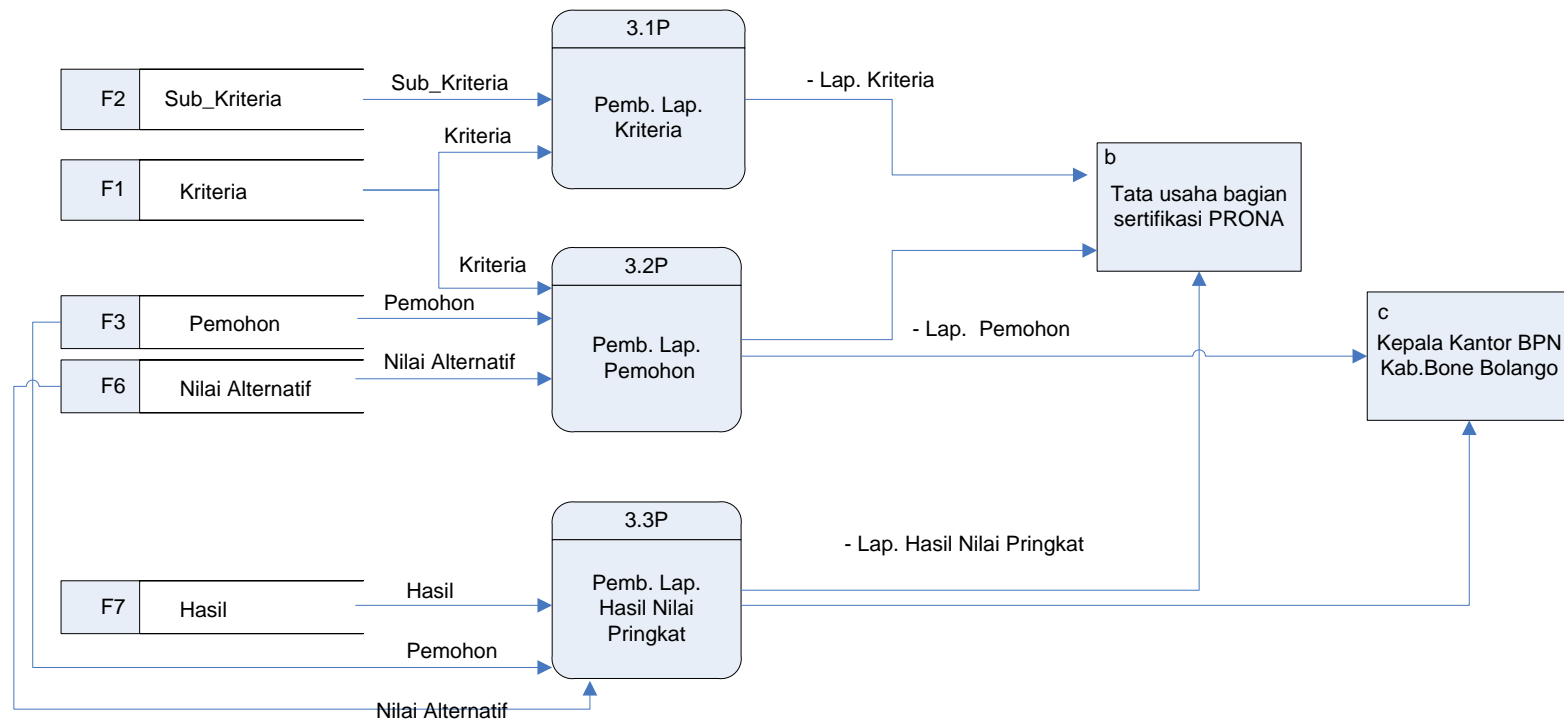 3.1P
Pemb. Lap.
Kriteria
F2
Sub_Kriteria
Sub_Kriteria
- Lap. Kriteria
F1
Kriteria
Kriteria
b
Tata usaha bagian
sertifikasi PRONA
Kriteria
3.2P
Pemb. Lap.
Pemohon
F3
Pemohon
Pemohon
- Lap.  Pemohon
F6
Nilai Alternatif
Nilai Alternatif
c
Kepala Kantor BPN
Kab.Bone Bolango
3.3P
Pemb. Lap.
Hasil Nilai
Pringkat
- Lap. Hasil Nilai Pringkat
F7
Hasil
Hasil
Pemohon
Nilai Alternatif